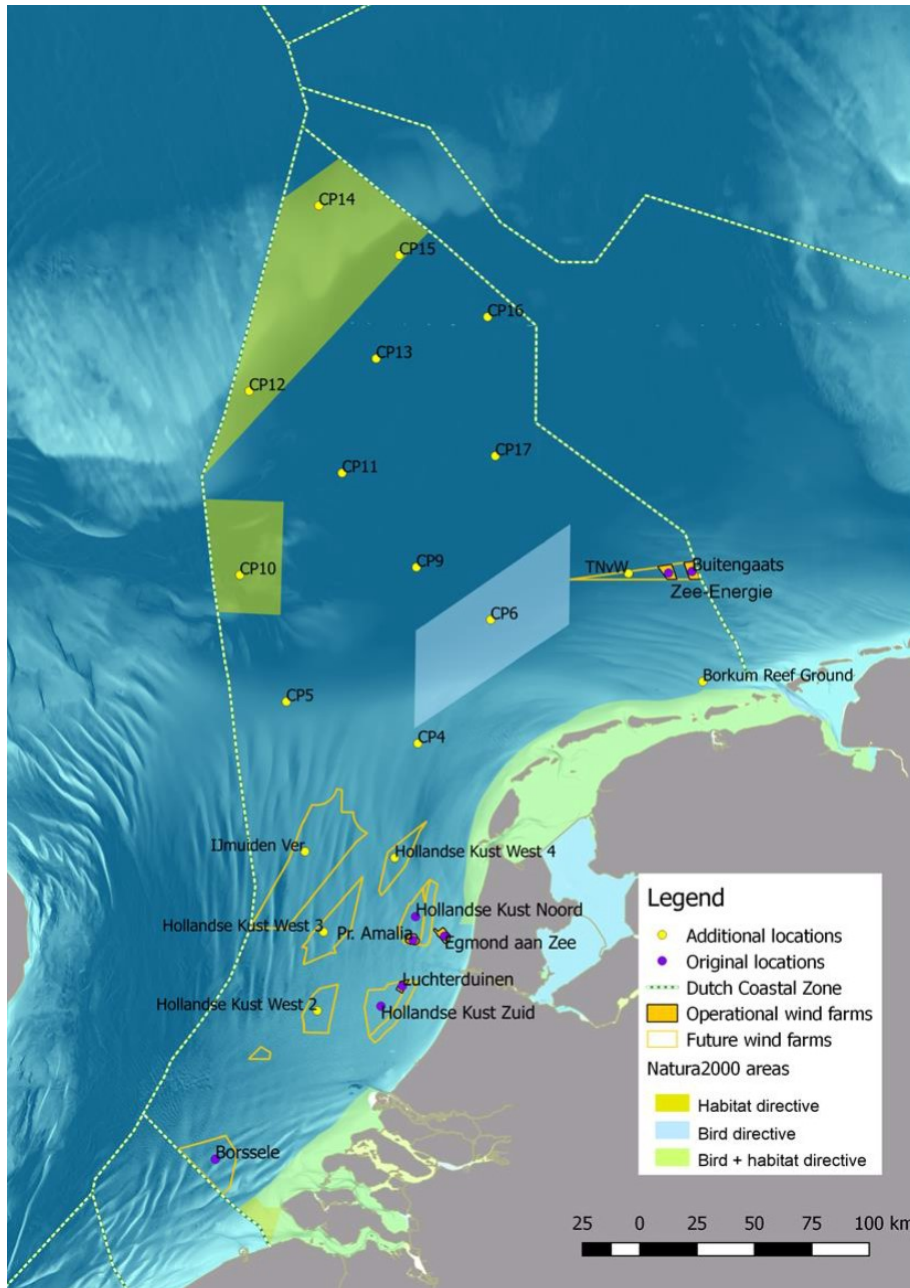 CP14
CP15
CP16
CP13
CP12
CP17
CP11
CP9
CP10
TNvW
Buitengaats
Zee-Energie
CP6
Borkum Reef Ground
CP5
CP4
IJmuiden Ver
Hollandse Kust West 4
Hollandse Kust West 3
Hollandse Kust Noord
Pr. Amalia
Egmond aan Zee
Luchterduinen
Hollandse Kust West 2
Hollandse Kust Zuid
Borssele
Legend
Additional locations
Original locations
Dutch Coastal Zone
Operational wind farms
Future wind farms
Natura2000 areas
Habitat directive
Bird directive
Bird + habitat directive
25 0 25 50 75 100 km